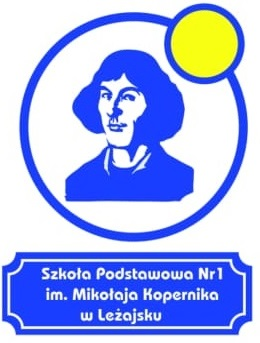 Szkoła Podstawowa Nr1
im. Mikołaja Kopernika
w Leżajsku